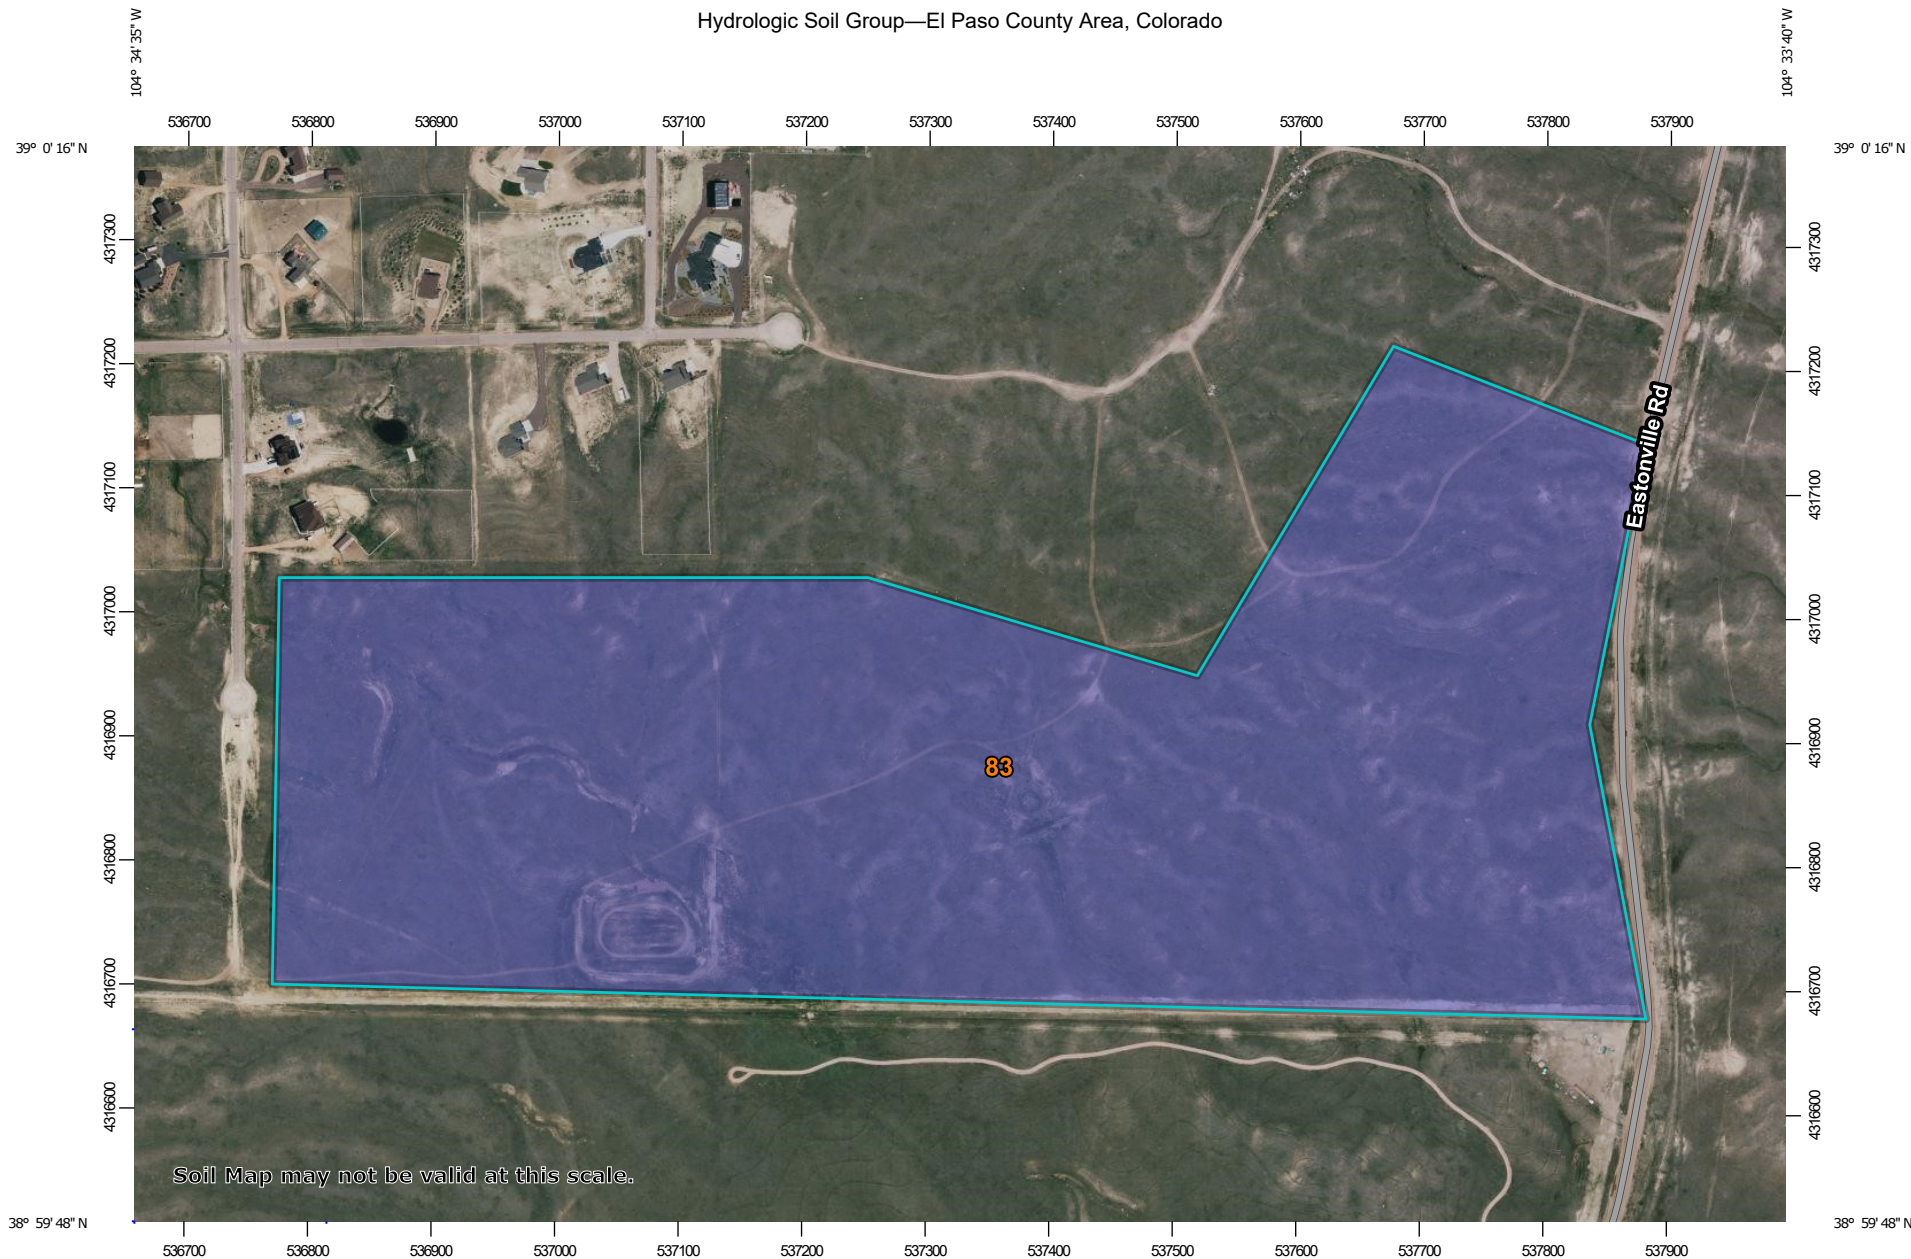 Hydrologic Soil Group—El Paso County Area, Colorado
104° 34' 35" W
104° 33' 40" W
536700 536800 536900 537000 537100 537200 537300 537400 537500 537600 537700 537800 537900
39° 0' 16" N
39° 0' 16" N
4317300
4317300
4317200
4317200
Eastonville Rd
4317100
4317100
4317000
4317000
4316900
4316900
83
4316800
4316800
4316700
4316700
4316600
4316600
Soil Map may not be valid at this scale.
38° 59' 48" N
38° 59' 48" N
536700 536800 536900 537000 537100 537200 537300 537400 537500 537600 537700 537800 537900